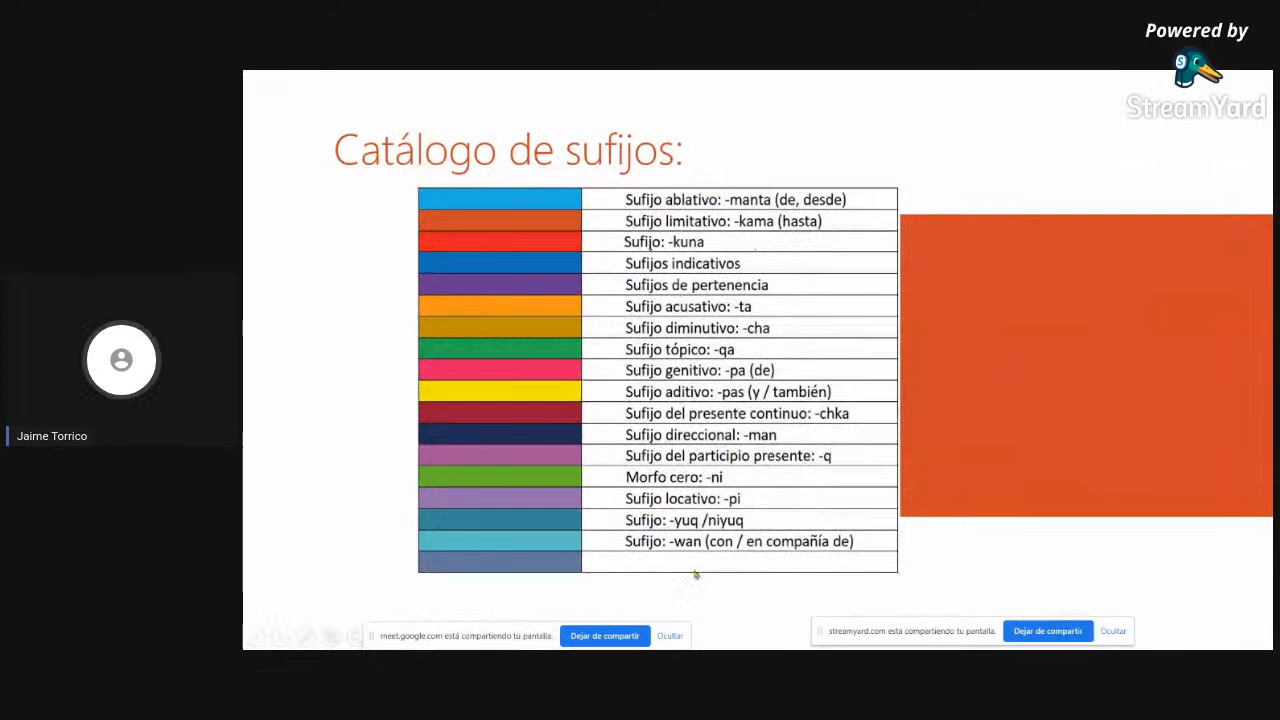 Powered by
StreamYard
Catálogo de sufijos:
Sufijo ablativo: -manta (de, desde)
Sufijo limitativo: -kama (hasta)
Sufijo: -kuna
Sufijos indicativos
Sufijos de pertenencia
Sufijo acusativo: -ta
Sufijo diminutivo: -cha
Sufijo tópico: -qa
Sufijo genitivo: -pa (de)
Sufijo aditivo: -pas (y / también)
Sufijo del presente continuo: -chka
Sufijo direccional: -man
Sufijo del participio presente: -q
Morfo cero: -ni
Sufijo locativo: -pi
Sufijo: -yuq /niyuq
Sufijo: -wan (con / en compañía de)
Jaime Torrico
meet.google.com está compartiendo tu pantalla. Dejar de compartir Ocultar
streamyard.com está compartiendo tu pantalla. Dejar de compartir Ocultar